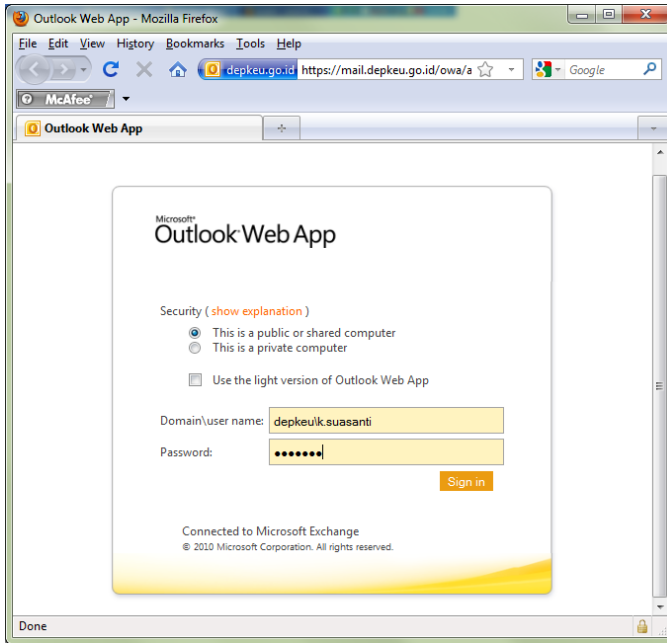 Outlook Web App - Mozilla Firefox
File Edit View History Bookmarks Tools Help
depkeu.go.id https://mail.depkeu.go.id/owa/a Google
McAfee
Outlook Web App
Microsoft
Outlook Web App
Security ( show explanation )
This is a public or shared computer
This is a private computer
Use the light version of Outlook Web App
Domain\user name: depkeu\k.suasanti
Password: •••••••
Sign in
Connected to Microsoft Exchange
© 2010 Microsoft Corporation. All rights reserved.
Done